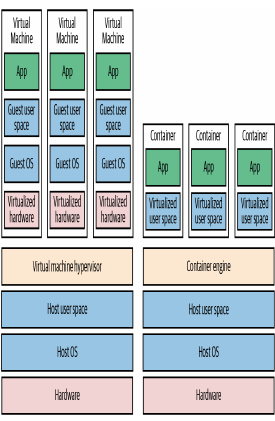 Virtual
Machine
App
Guest user
space
Guest OS
Virtualized
hardware
Virtual
Machine
App
Guest user
space
Guest OS
Virtualized
hardware
Virtual
Machine
App
Guest user
space
Guest OS
Virtualized
hardware
Virtual machine hypervisor
Host user space
Host OS
Hardware
Container
App
Virtualized
user space
Container
App
Virtualized
user space
Container
App
Virtualized
user space
Container engine
Host user space
Host OS
Hardware